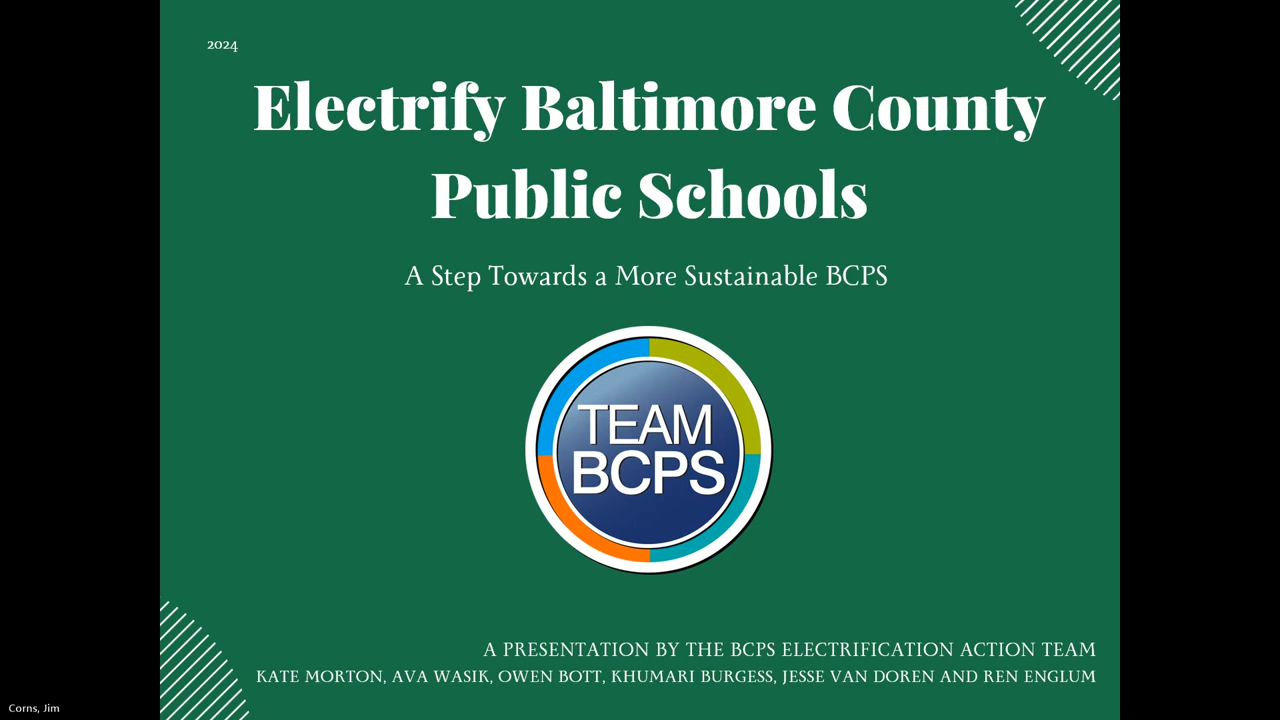 2024
Electrify Baltimore County
Public Schools
A Step Towards a More Sustainable BCPS
TEAM
BCPS
A PRESENTATION BY THE BCPS ELECTRIFICATION ACTION TEAM
KATE MORTON, AVA WASIK, OWEN BOTT, KHUMARI BURGESS, JESSE VAN DOREN AND REN ENGLUM
Corns, Jim